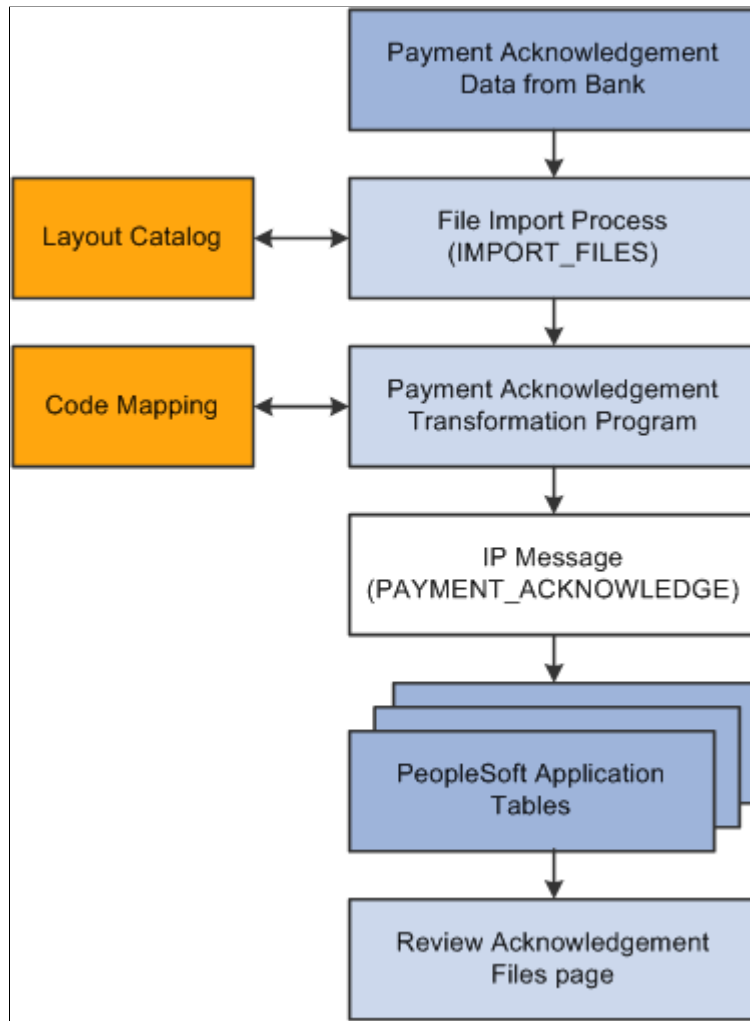 Payment Acknowledgement
Data from Bank
Layout Catalog
File Import Process
(IMPORT_FILES)
Code Mapping
Payment Acknowledgement
Transformation Program
IP Message
(PAYMENT_ACKNOWLEDGE)
PeopleSoft Application
Tables
Review Acknowledgement
Files page